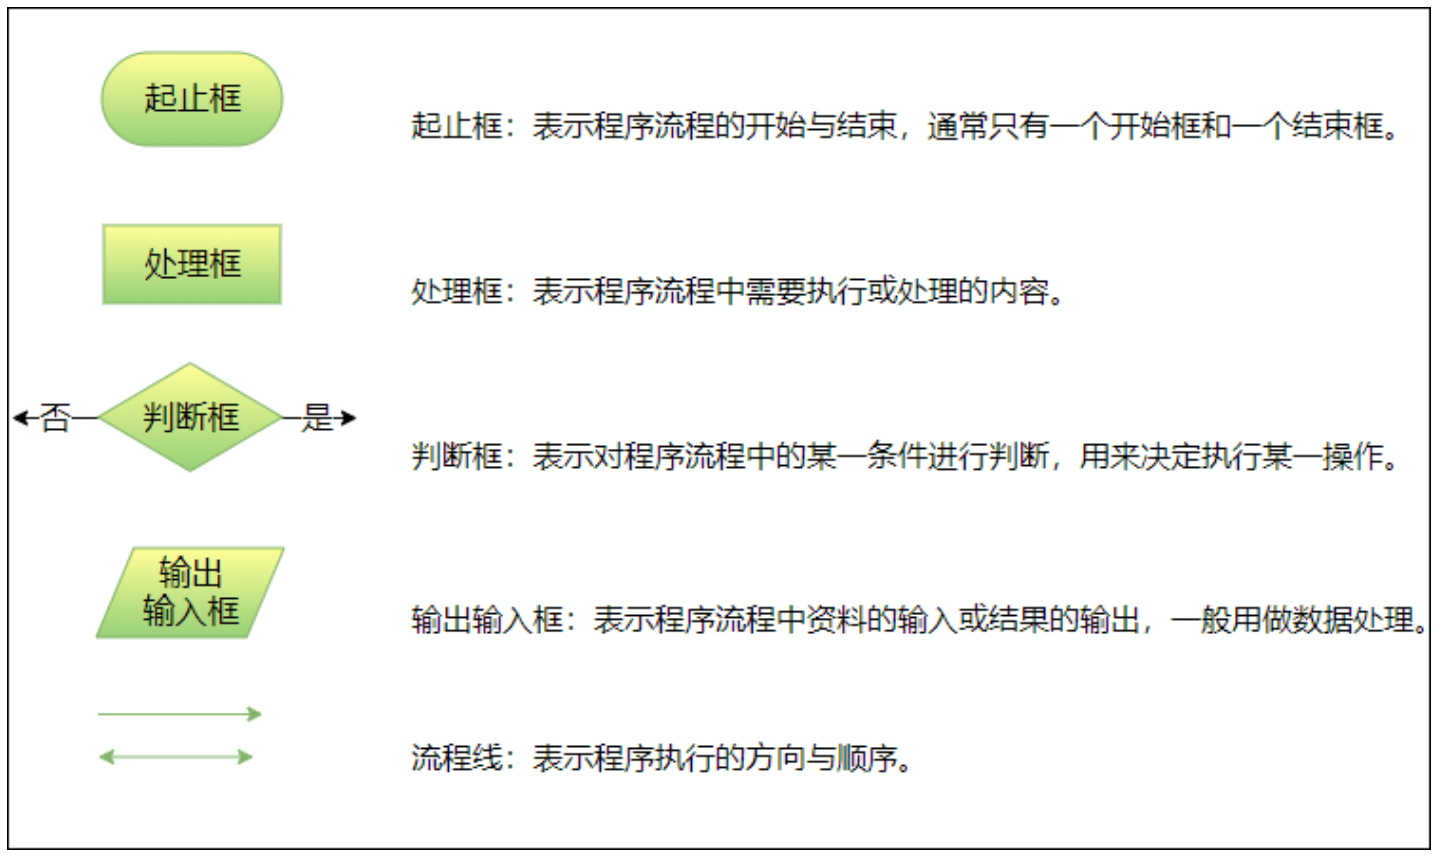 起止框
起止框：表示程序流程的开始与结束，通常只有一个开始框和一个结束框。
处理框
处理框：表示程序流程中需要执行或处理的内容。
否
判断框
是
判断框：表示对程序流程中的某一条件进行判断，用来决定执行某一操作。
输出
输入框
输出输入框：表示程序流程中资料的输入或结果的输出，一般用做数据处理。
流程线：表示程序执行的方向与顺序。